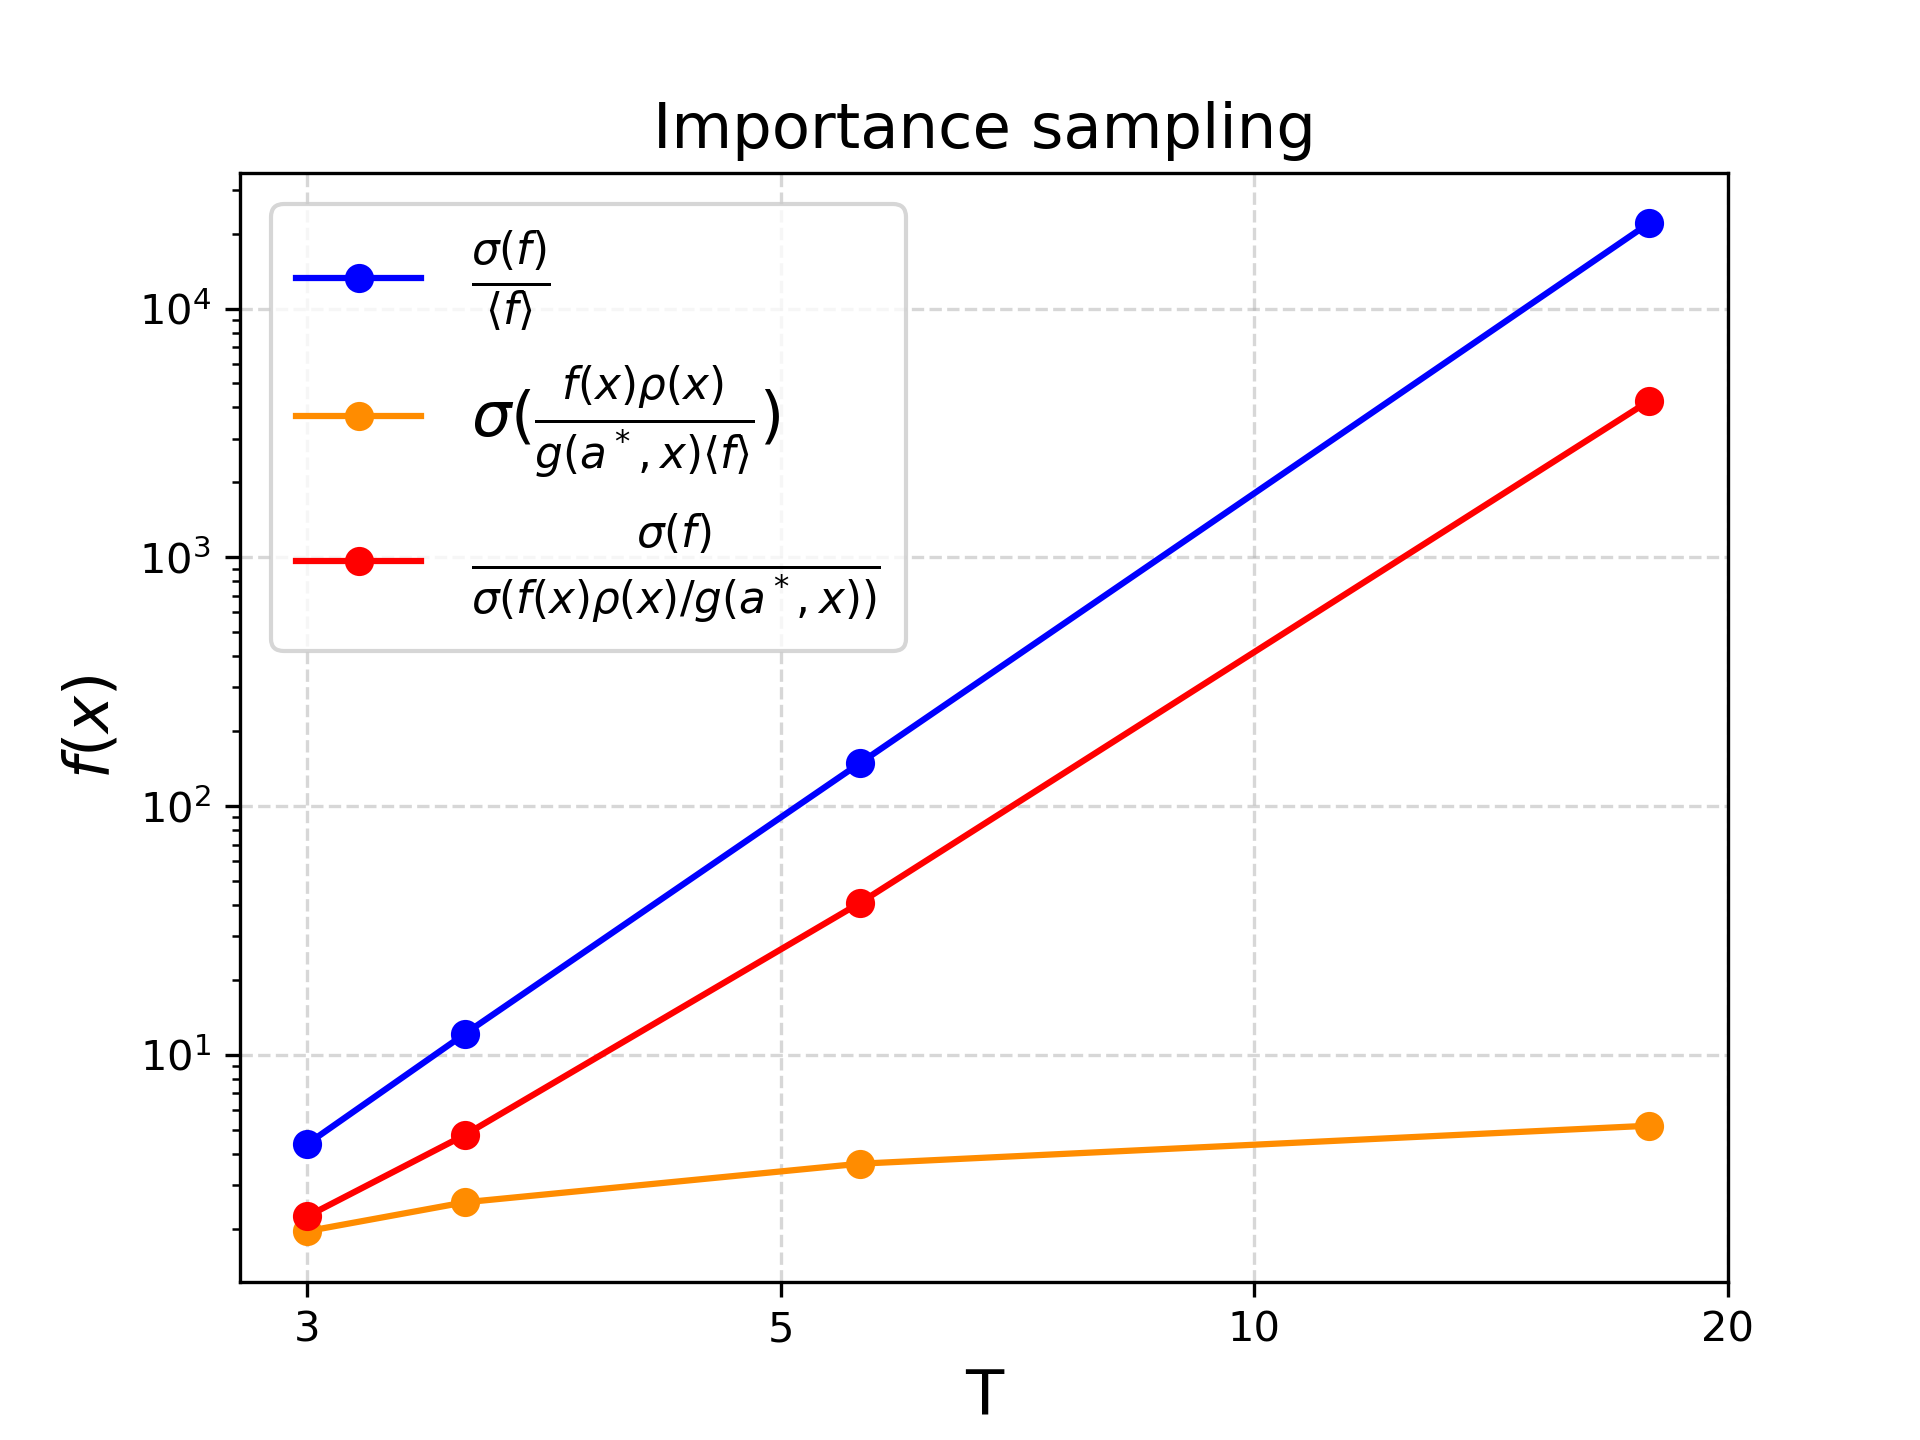 Importance sampling
σ(f)
⟨f⟩
σ(f(x)ρ(x)
g(a*, x)⟨f⟩)
σ(f)
σ(f(x)ρ(x)/g(a*, x))
10⁴
10³
10²
10¹
f(x)
3 5 10 20
T